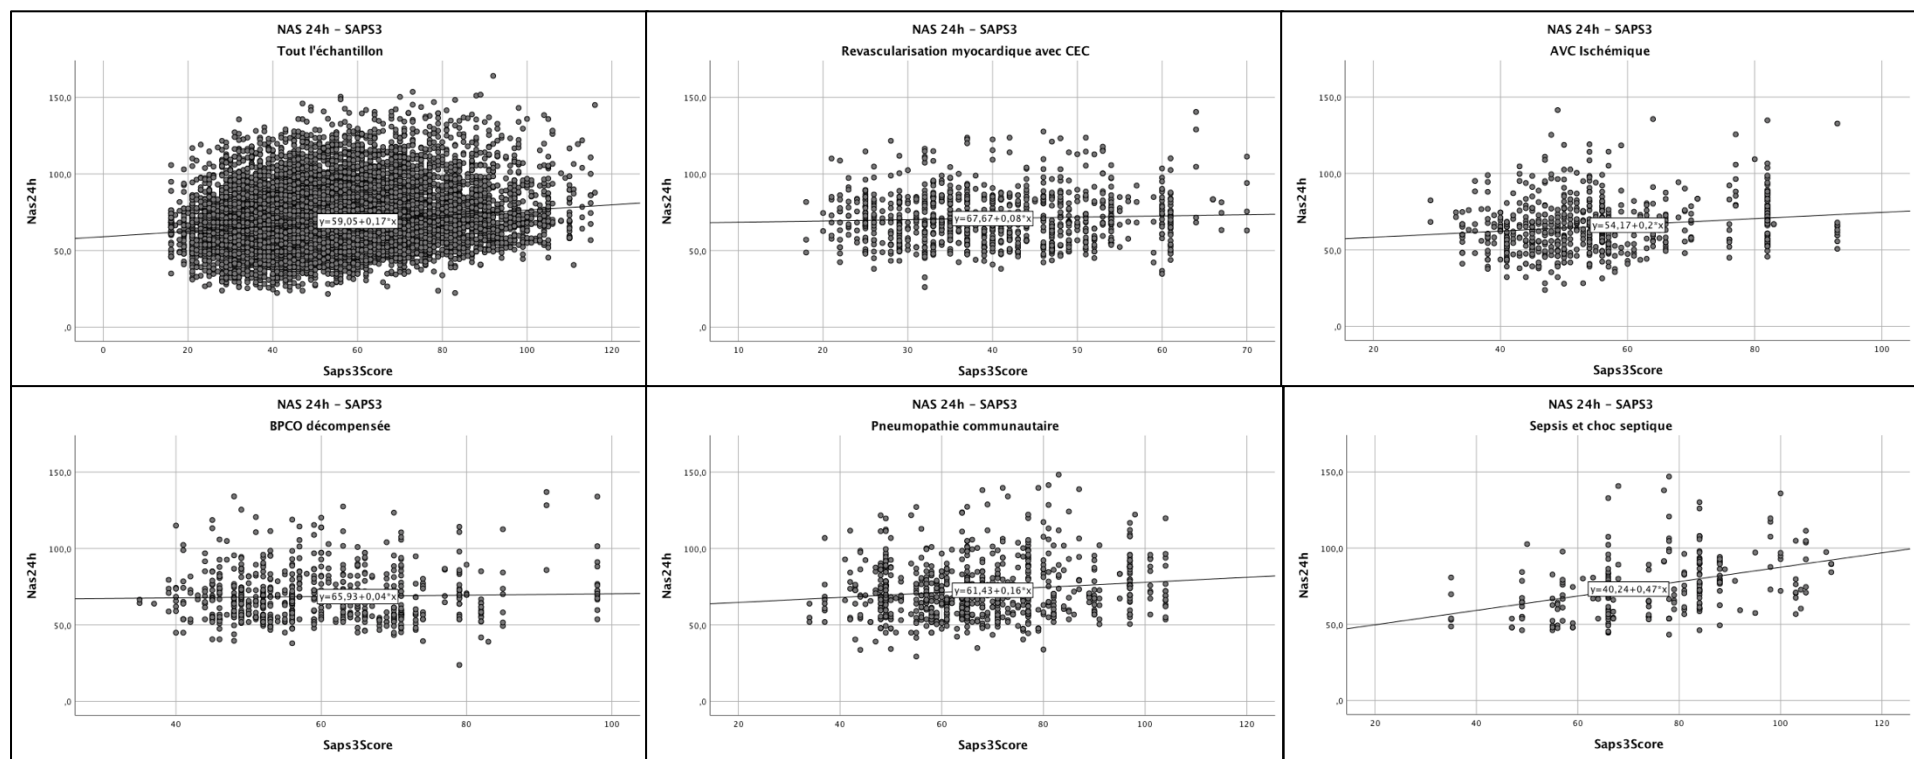 NAS 24h – SAPS3
Tout l'échantillon
Nas24h
150,0
100,0
50,0
,0
y=59,05+0,17*x
0 20 40 60 80 100 120
Saps3Score
NAS 24h – SAPS3
Revascularisation myocardique avec CEC
Nas24h
150,0
100,0
50,0
,0
y=67,67+0,08*x
10 20 30 40 50 60 70
Saps3Score
NAS 24h – SAPS3
AVC Ischémique
Nas24h
150,0
100,0
50,0
,0
y=54,17+0,2*x
20 40 60 80 100
Saps3Score
NAS 24h – SAPS3
BPCO décompensée
Nas24h
150,0
100,0
50,0
,0
y=65,93+0,04*x
40 60 80 100
Saps3Score
NAS 24h – SAPS3
Pneumopathie communautaire
Nas24h
150,0
100,0
50,0
,0
y=61,43+0,16*x
20 40 60 80 100 120
Saps3Score
NAS 24h – SAPS3
Sepsis et choc septique
Nas24h
150,0
100,0
50,0
,0
y=40,24+0,47*x
20 40 60 80 100 120
Saps3Score